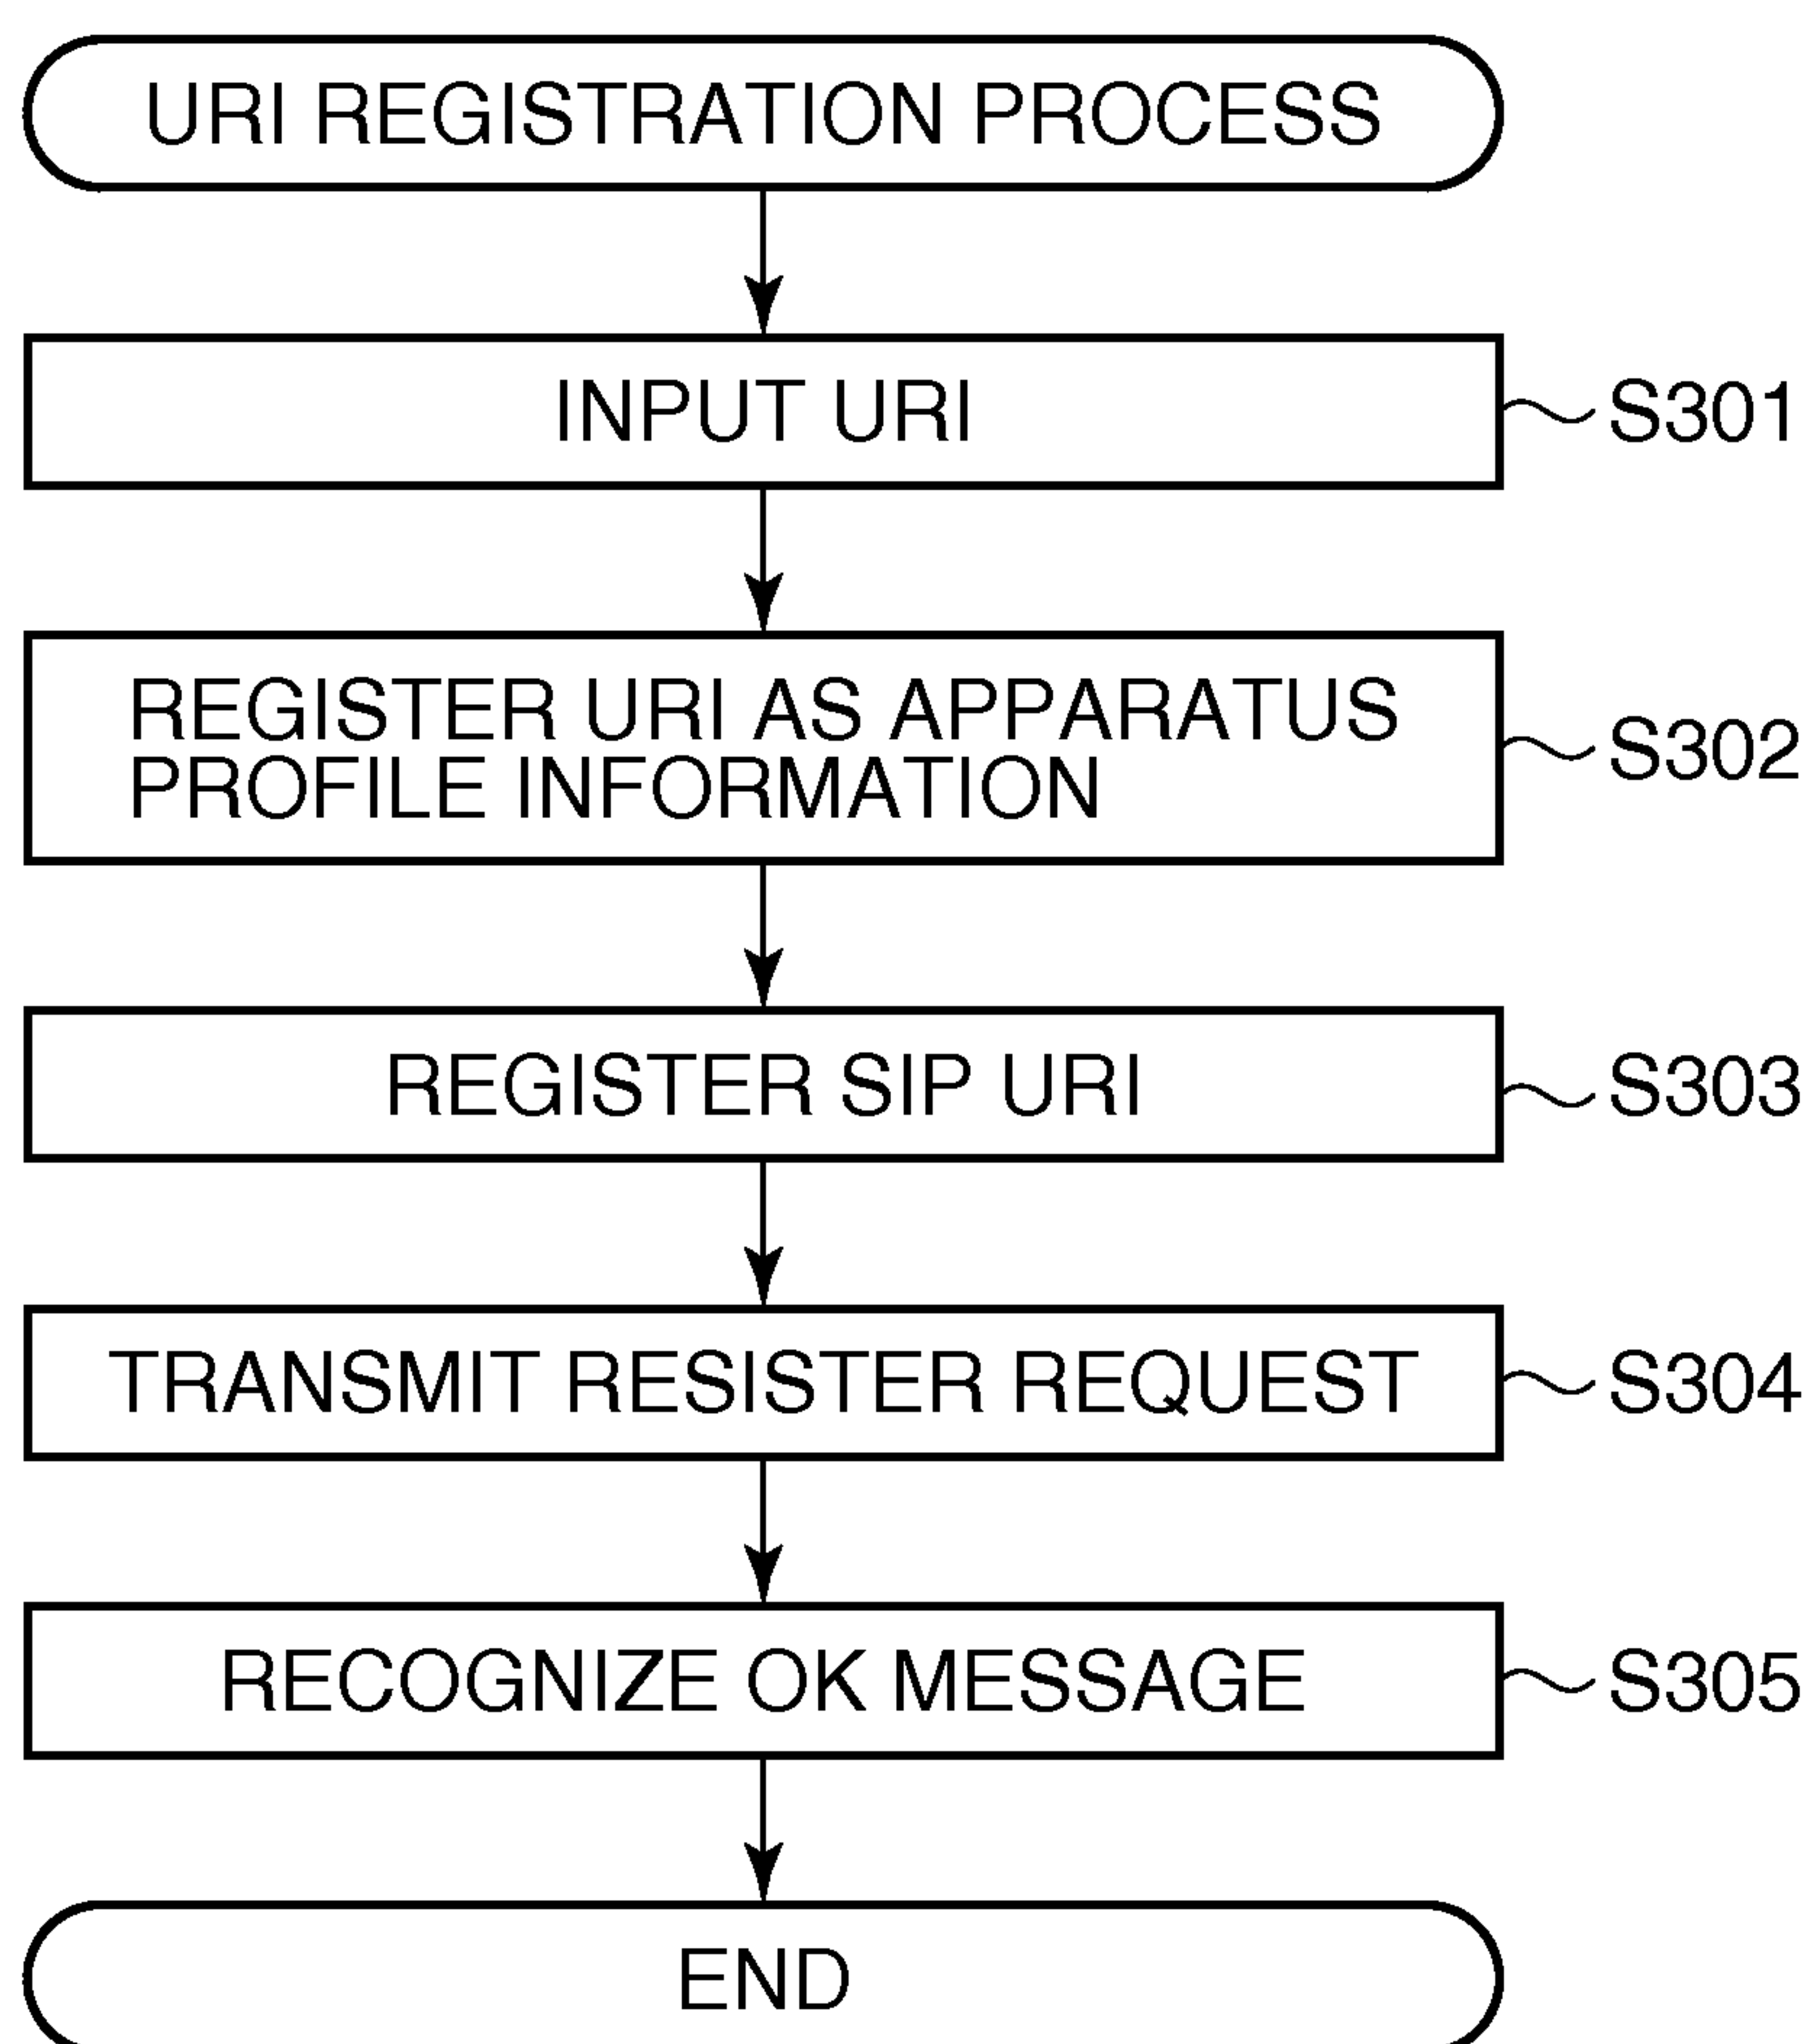 URI REGISTRATION PROCESS
INPUT URI
S301
REGISTER URI AS APPARATUS
PROFILE INFORMATION
S302
REGISTER SIP URI
S303
TRANSMIT RESISTER REQUEST
S304
RECOGNIZE OK MESSAGE
S305
END